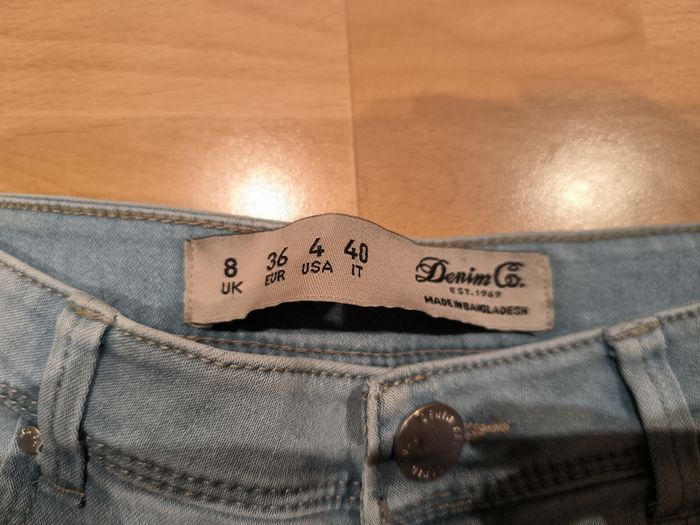 8 36 4 40
UK EUR USA IT
Denim Co.
EST. 1969
MADE IN BANGLADESH